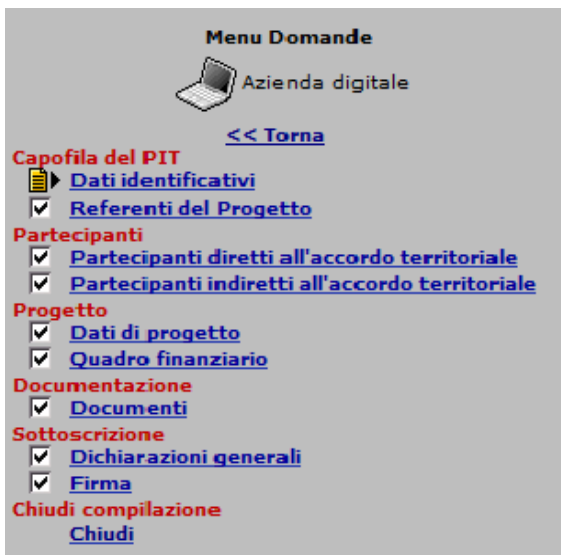 Menu Domande
Azienda digitale
<< Torna
Capofila del PIT
Dati identificativi
Referenti del Progetto
Partecipanti
Partecipanti diretti all'accordo territoriale
Partecipanti indiretti all'accordo territoriale
Progetto
Dati di progetto
Quadro finanziario
Documentazione
Documenti
Sottoscrizione
Dichiarazioni generali
Firma
Chiudi compilazione
Chiudi